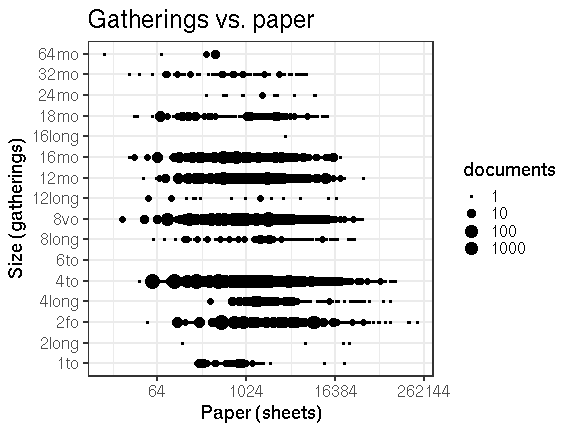 Gatherings vs. paper
64mo
32mo
24mo
18mo
16long
16mo
12mo
12long
8vo
8long
6to
4to
4long
2fo
2long
1to
Size (gatherings)
64 1024 16384 262144
Paper (sheets)
documents
1
10
100
1000